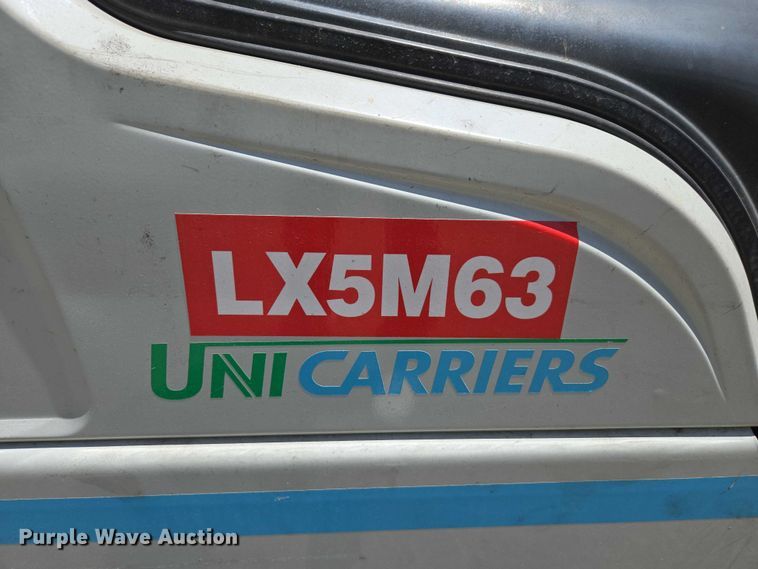 LX5M63
UNICARRIERS
Purple Wave Auction